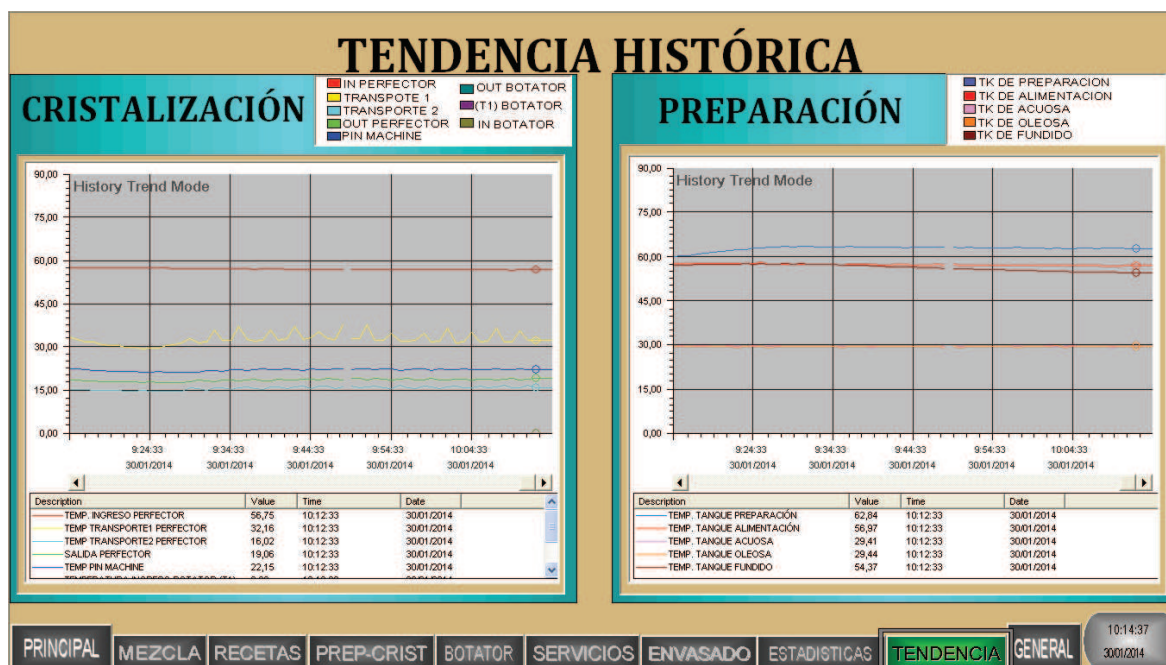 TENDENCIA HISTÓRICA
CRISTALIZACIÓN
IN PERFECTOR
TRANSPOTE 1
TRANSPORTE 2
OUT PERFECTOR
PIN MACHINE
OUT BOTATOR
(T1) BOTATOR
IN BOTATOR
History Trend Mode
90,00
75,00
60,00
45,00
30,00
15,00
0,00
9:24:33 9:34:33 9:44:33 9:54:33 10:04:33
30/01/2014 30/01/2014 30/01/2014 30/01/2014 30/01/2014
Description Value Time Date
TEMP. INGRESO PERFECTOR 56,75 10:12:33 30/01/2014
TEMP TRANSPORTE1 PERFECTOR 32,16 10:12:33 30/01/2014
TEMP TRANSPORTE2 PERFECTOR 16,02 10:12:33 30/01/2014
SALIDA PERFECTOR 19,06 10:12:33 30/01/2014
TEMP PIN MACHINE 22,15 10:12:33 30/01/2014
PREPARACIÓN
TK DE PREPARACION
TK DE ALIMENTACION
TK DE ACUOSA
TK DE OLEOSA
TK DE FUNDIDO
History Trend Mode
90,00
75,00
60,00
45,00
30,00
15,00
0,00
9:24:33 9:34:33 9:44:33 9:54:33 10:04:33
30/01/2014 30/01/2014 30/01/2014 30/01/2014 30/01/2014
Description Value Time Date
TEMP. TANQUE PREPARACIÓN 62,84 10:12:33 30/01/2014
TEMP. TANQUE ALIMENTACIÓN 56,97 10:12:33 30/01/2014
TEMP. TANQUE ACUOSA 29,41 10:12:33 30/01/2014
TEMP. TANQUE OLEOSA 29,44 10:12:33 30/01/2014
TEMP. TANQUE FUNDIDO 54,37 10:12:33 30/01/2014
PRINCIPAL MEZCLA RECETAS PREP-CRIST BOTATOR SERVICIOS ENVASADO ESTADISTICAS TENDENCIA GENERAL
10:14:37
30/01/2014